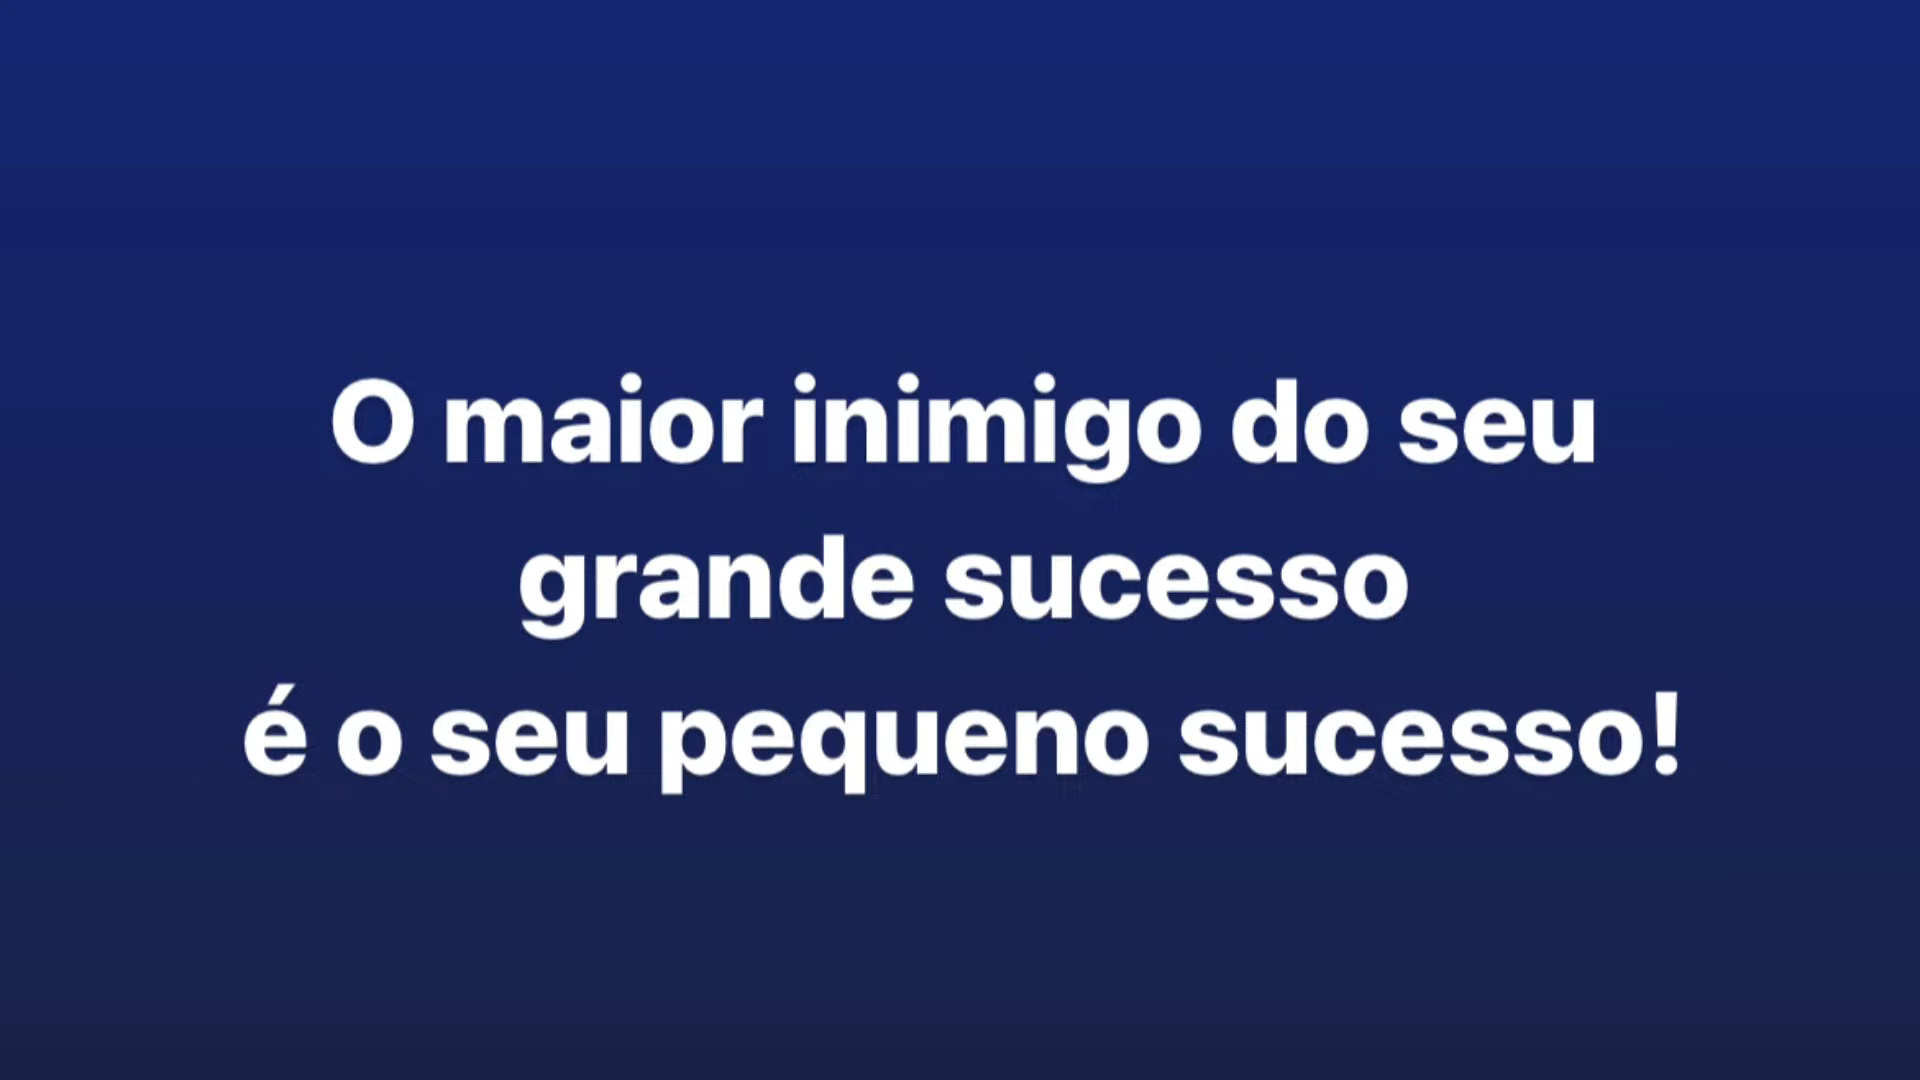 O maior inimigo do seu
grande sucesso
é o seu pequeno sucesso!